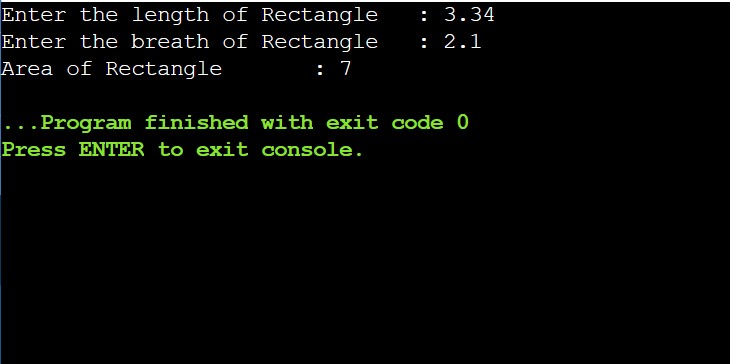 Enter the length of Rectangle   : 3.34
Enter the breath of Rectangle   : 2.1
Area of Rectangle       : 7
...Program finished with exit code 0
Press ENTER to exit console.